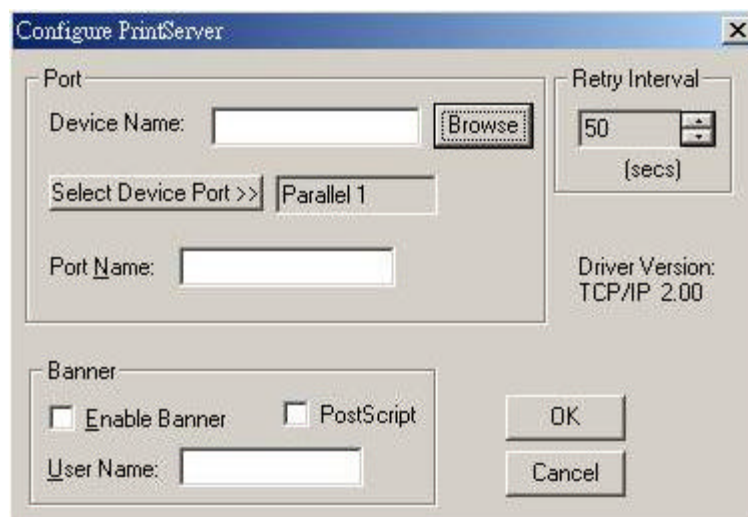 Configure PrintServer
Port
Device Name:
Browse
Select Device Port >>
Parallel 1
Port Name:
Retry Interval
50
(secs)
Driver Version:
TCP/IP 2.00
Banner
Enable Banner
PostScript
User Name:
OK
Cancel